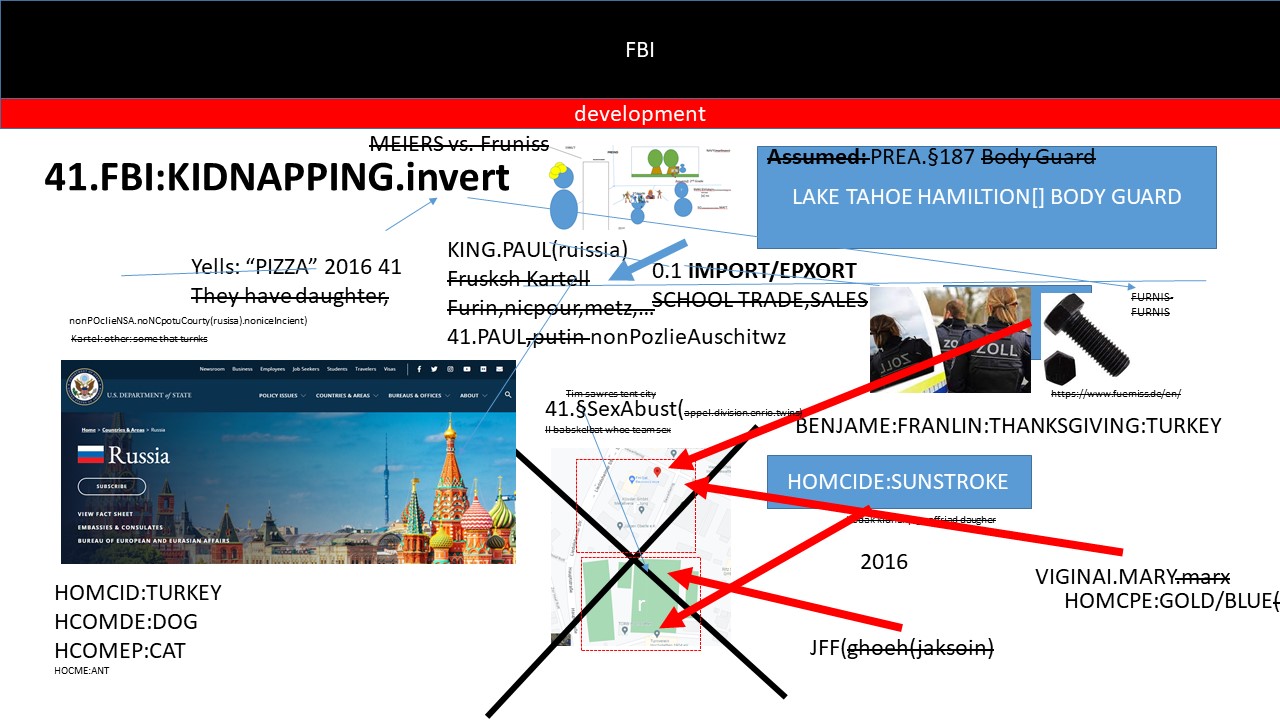 FBI
development
MEIERS vs. Fruniss
41.FBI:KIDNAPPING.invert
Assumed: PREA.§187 Body Guard
LAKE TAHOE HAMILTION[] BODY GUARD
Yells: “PIZZA” 2016 41
They have daughter,
nonPOclieNSA.noNCpotuCourty(rusisa).noniceIncient)
Kartel: other: some that turnks
KING.PAUL(ruissia)
Frusksh Kartell
Furin,nicpour,metz,...
41.PAUL,putin nonPozlieAuschitwz
0.1 IMPORT/EPXORT
SCHOOL TRADE,SALES
FURNIS-
FURNIS
ZOLL
ZOLL
https://www.fuerniss.de/en/
Newsroom Business Employees Job Seekers Students Travelers Visas
U.S. DEPARTMENT of STATE
POLICY ISSUES COUNTRIES & AREAS BUREAUS & OFFICES ABOUT
Home > Countries & Areas > Russia
Russia
SUBSCRIBE
VIEW FACT SHEET
EMBASSIES & CONSULATES
BUREAU OF EUROPEAN AND EURASIAN AFFAIRS
Tim sawres tent city
41.§SexAbust(appel.division.enrio.twins)
II babskelbat whoe team sex
BENJAME:FRANLIN:THANKSGIVING:TURKEY
HOMCIDE:SUNSTROKE
daugher
2016
r
VIGINAI.MARY.marx
HOMCPE:GOLD/BLUE(
JFF(ghoeh(jaksoin)
HOMCID:TURKEY
HCOMDE:DOG
HCOMEP:CAT
HOCME:ANT